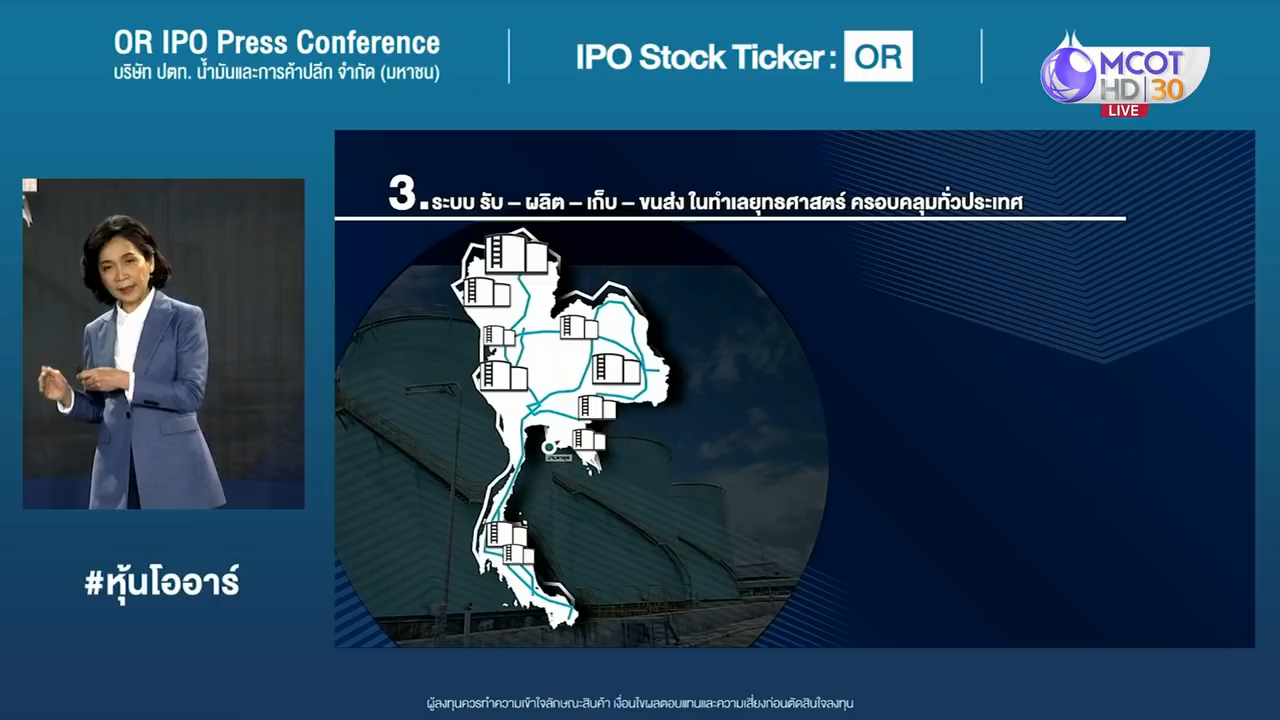 OR IPO Press Conference
บริษัท ปตท. น้ำมันและการค้าปลีก จำกัด (มหาชน)
IPO Stock Ticker: OR
MCOT
HD 30
LIVE
3. ระบบ รับ – ผลิต – เก็บ – ขนส่ง ในทำเลยุทธศาสตร์ ครอบคลุมทั่วประเทศ
#หุ้นโออาร์
ผู้ลงทุนควรทำความเข้าใจลักษณะสินค้า เงื่อนไขผลตอบแทนและความเสี่ยงก่อนตัดสินใจลงทุน